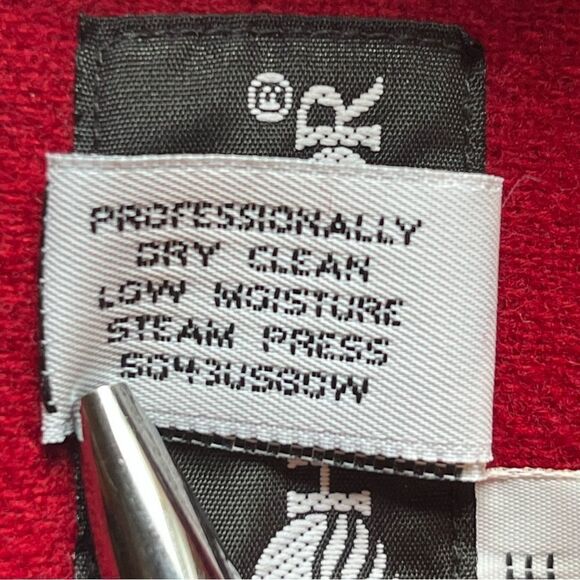 PROFESSIONALLY
DRY CLEAN
LOW MOISTURE
STEAM PRESS
®
R